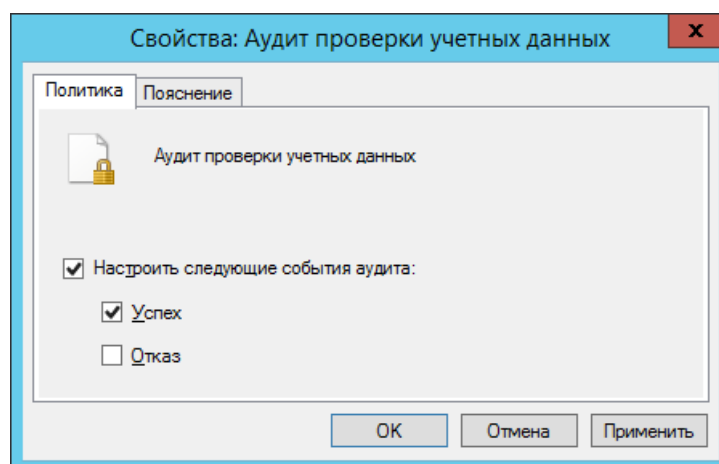 Свойства: Аудит проверки учетных данных
x
Политика Пояснение
Аудит проверки учетных данных
Настроить следующие события аудита:
Успех
Отказ
OK Отмена Применить